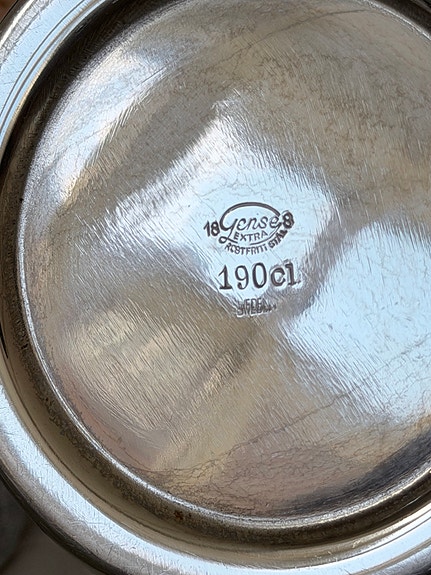 18 Gense 8
EXTRA
ROSTFRITT STÅL
190cl
SWEDEN